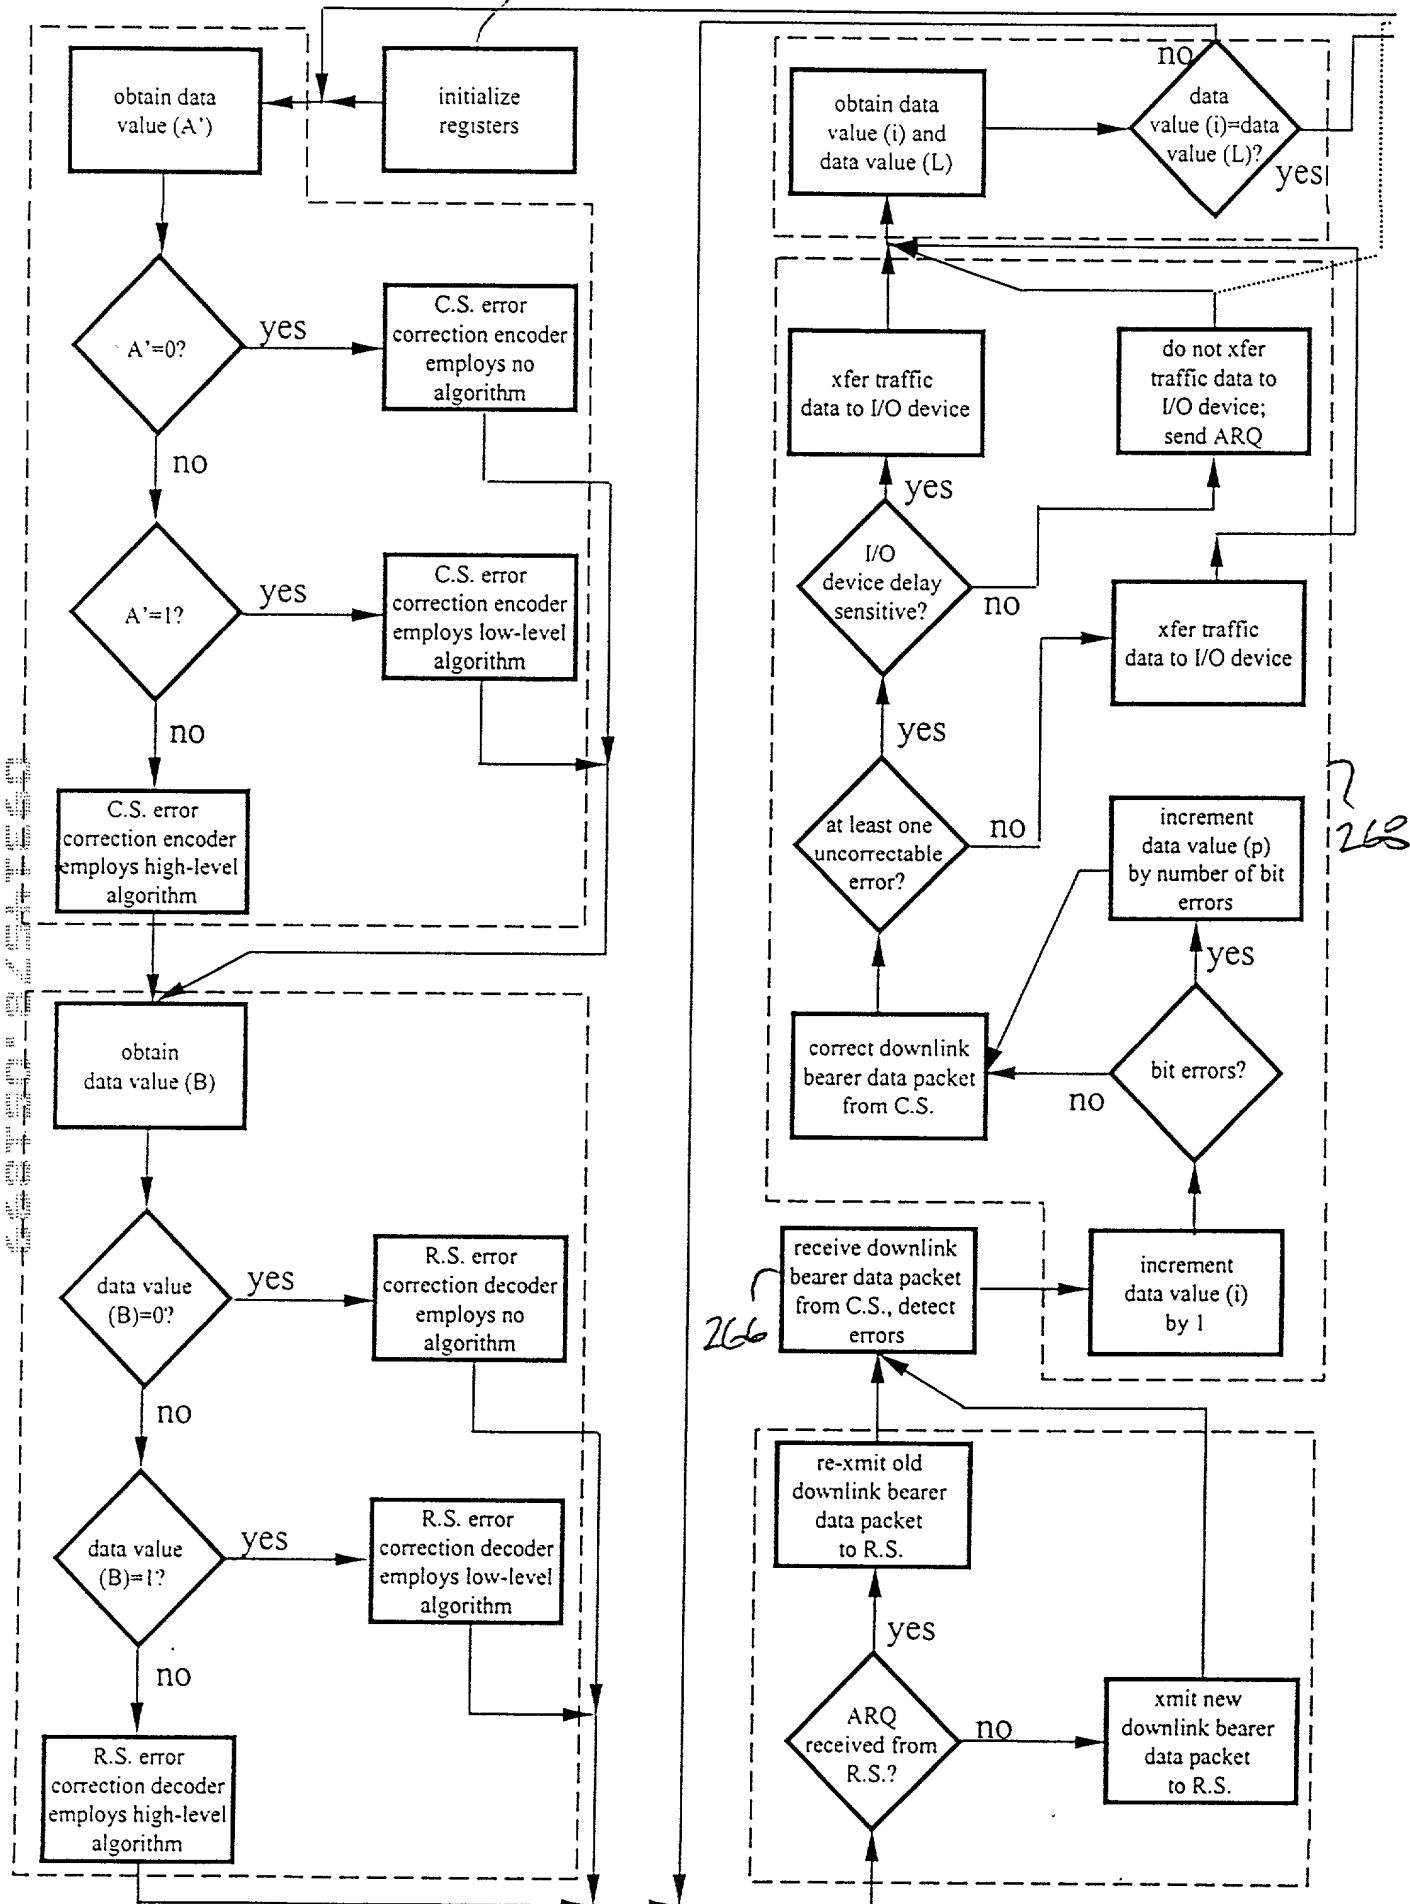 obtain data
value (A')
initialize
registers
A'=0?
yes
C.S. error
correction encoder
employs no
algorithm
no
A'=1?
yes
C.S. error
correction encoder
employs low-level
algorithm
no
C.S. error
correction encoder
employs high-level
algorithm
obtain
data value (B)
data value
(B)=0?
yes
R.S. error
correction decoder
employs no
algorithm
no
data value
(B)=1?
yes
R.S. error
correction decoder
employs low-level
algorithm
no
R.S. error
correction decoder
employs high-level
algorithm
obtain data
value (i) and
data value (L)
no
data
value (i)=data
value (L)?
yes
xfer traffic
data to I/O device
do not xfer
traffic data to
I/O device;
send ARQ
yes
I/O
device delay
sensitive?
no
xfer traffic
data to I/O device
yes
at least one
uncorrectable
error?
no
increment
data value (p)
by number of bit
errors
268
yes
correct downlink
bearer data packet
from C.S.
bit errors?
no
receive downlink
bearer data packet
from C.S., detect
errors
266
increment
data value (i)
by 1
re-xmit old
downlink bearer
data packet
to R.S.
yes
ARQ
received from
R.S.?
no
xmit new
downlink bearer
data packet
to R.S.